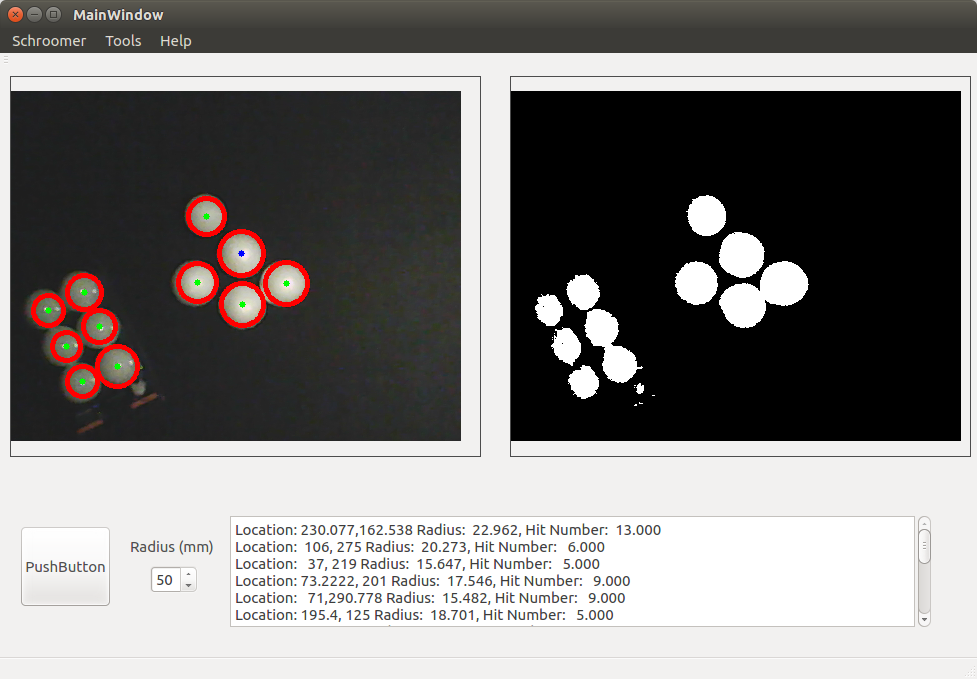 MainWindow
Schroomer Tools Help
PushButton
Radius (mm)
50
Location: 230.077,162.538 Radius: 22.962, Hit Number: 13.000
Location: 106, 275 Radius: 20.273, Hit Number: 6.000
Location: 37, 219 Radius: 15.647, Hit Number: 5.000
Location: 73.2222, 201 Radius: 17.546, Hit Number: 9.000
Location: 71,290.778 Radius: 15.482, Hit Number: 9.000
Location: 195.4, 125 Radius: 18.701, Hit Number: 5.000